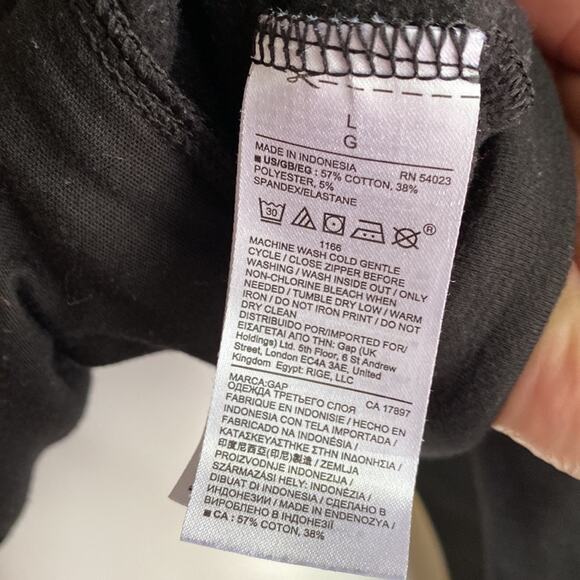 L
G
MADE IN INDONESIA RN 54023
■ US/GB/EG : 57% COTTON, 38%
POLYESTER, 5%
SPANDEX/ELASTANE
30 ®
1166
MACHINE WASH COLD GENTLE
CYCLE / CLOSE ZIPPER BEFORE
WASHING / WASH INSIDE OUT / ONLY
NON-CHLORINE BLEACH WHEN
NEEDED / TUMBLE DRY LOW / WARM
IRON / DO NOT IRON PRINT / DO NOT
DRY CLEAN
DISTRIBUIDO POR/IMPORTED FOR/
ΕΙΣΑΓΕΤΑΙ ΑΠΟ ΤΗΝ: Gap (UK
Holdings) Ltd. 5th Floor, 6 St Andrew
Street, London EC4A 3AE, United
Kingdom Egypt: RIGE, LLC
MARCA:GAP CA 17897
ОДЕЖДА ТРЕТЬЕГО СЛОЯ
FABRIQUE EN INDONISIE / HECHO EN
INDONESIA CON TELA IMPORTADA /
FABRICADO NA INDONÉSIA /
ΚΑΤΑΣΚΕΥΑΣΤΗΚΕ ΣΤΗΝ ΙΝΔΟΝΗΣΙΑ /
印度尼西亞(印尼)製造 / ZEMLJA
PROIZVODNJE INDONEZIJA /
SZÁRMAZÁSI HELY: INDONÉZIA /
DIBUAT DI INDONESIA / СДЕЛАНО В
ИНДОНЕЗИИ / MADE IN ENDONEZYA /
ВИРОБЛЕНО В ІНДОНЕЗІЇ
■ CA : 57% COTTON, 38%